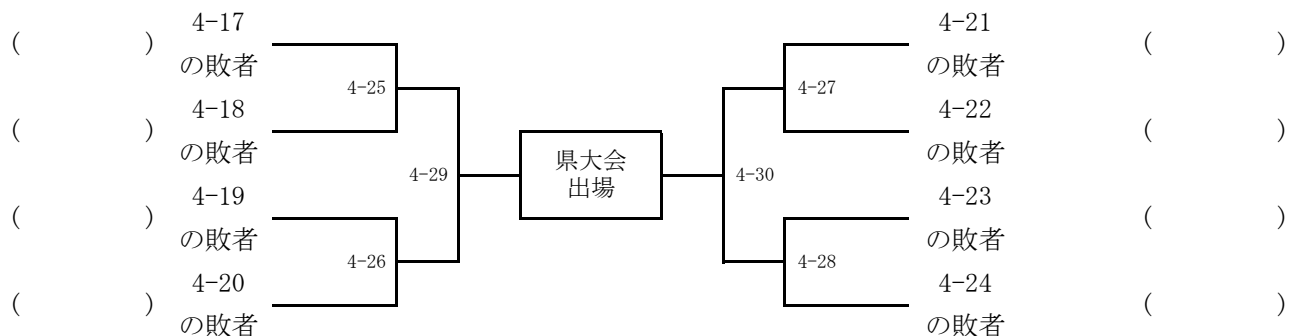 ( ) 4-17 の敗者
4-25
( ) 4-18 の敗者
4-29
( ) 4-19 の敗者
4-26
( ) 4-20 の敗者
県大会
出場
4-21 の敗者 ( )
4-27
4-22 の敗者 ( )
4-30
4-23 の敗者 ( )
4-28
4-24 の敗者 ( )